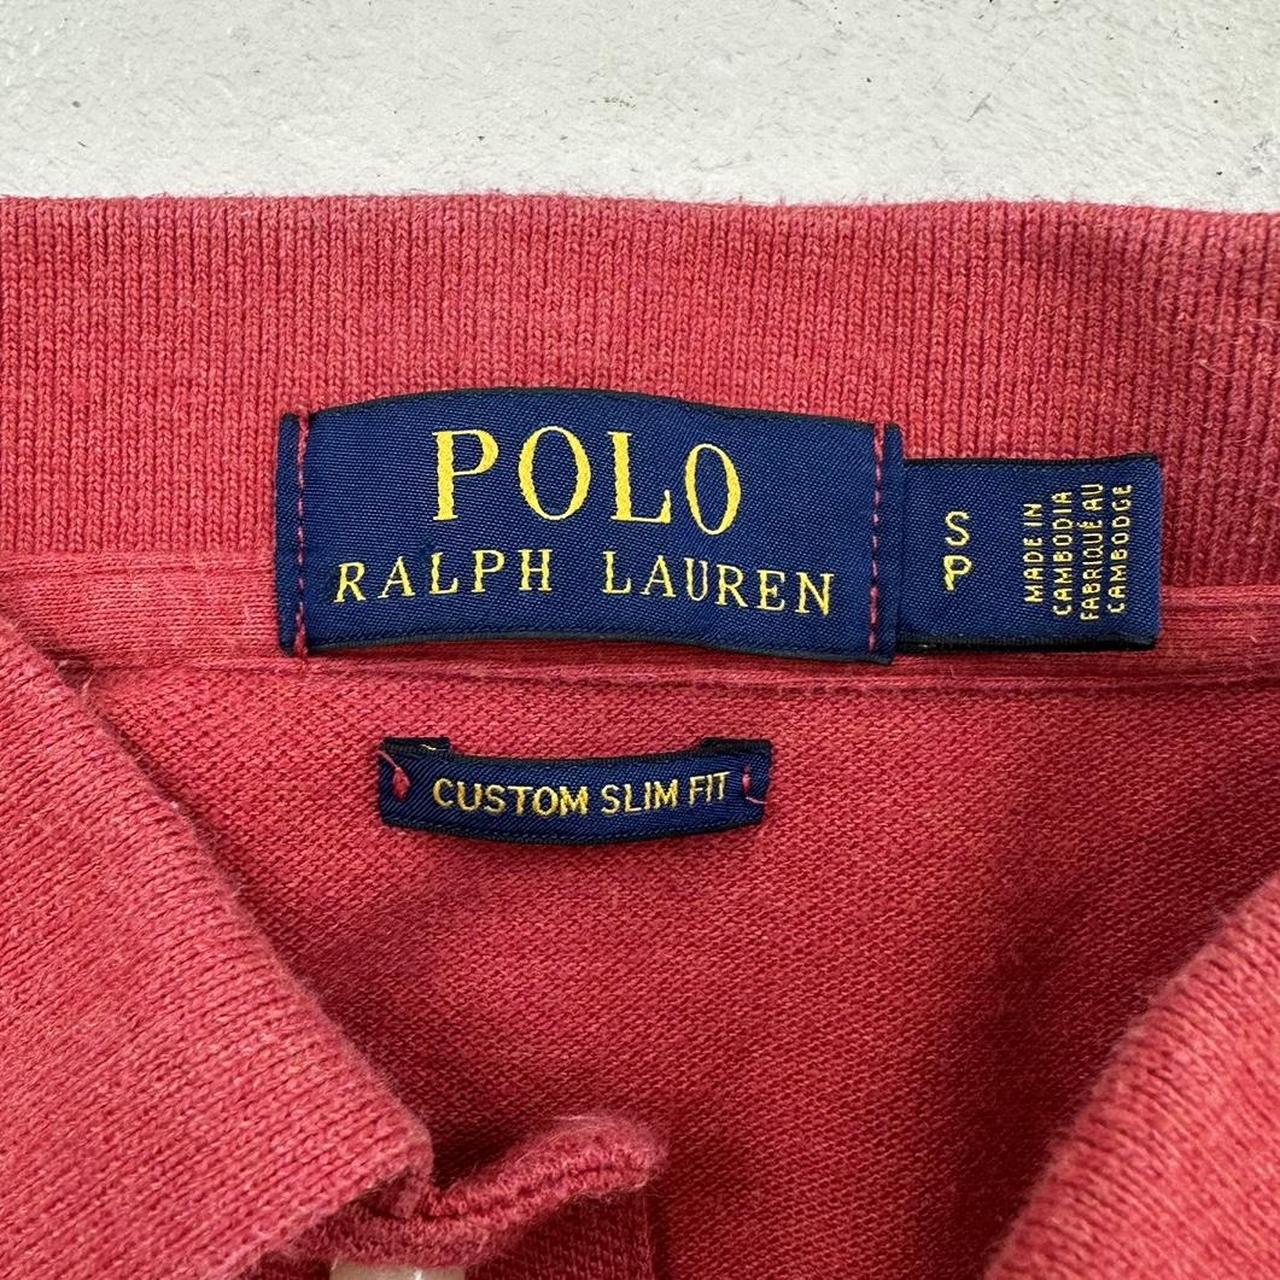 POLO
RALPH LAUREN
S
P
MADE IN
CAMBODIA
FABRIQUÉ AU
CAMBODGE
CUSTOM SLIM FIT